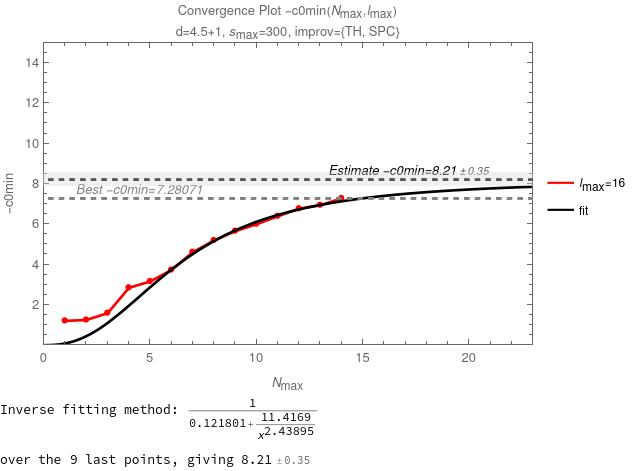 Convergence Plot −c0min(Nmax,lmax)
d=4.5+1, smax=300, improv={TH, SPC}
14
12
10
8
6
4
2
−c0min
Estimate −c0min=8.21 ±0.35
Best −c0min=7.28071
lmax=16
fit
0 5 10 15 20
Nmax
Inverse fitting method: 1
0.121801+ 11.4169
x^2.43895
over the 9 last points, giving 8.21 ±0.35